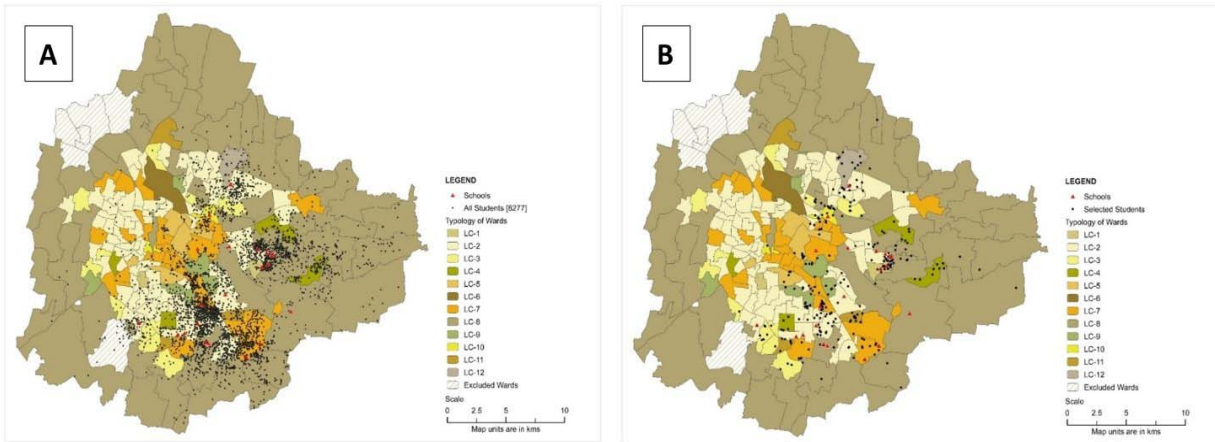 A
LEGEND
Schools
All Students [8277]
Typology of Wards
LC-1
LC-2
LC-3
LC-4
LC-5
LC-6
LC-7
LC-8
LC-9
LC-10
LC-11
LC-12
Excluded Wards
Scale
0 2.5 5 10
Map units are in kms
B
LEGEND
Schools
Selected Students
Typology of Wards
LC-1
LC-2
LC-3
LC-4
LC-5
LC-6
LC-7
LC-8
LC-9
LC-10
LC-11
LC-12
Excluded Wards
Scale
0 2.5 5 10
Map units are in kms